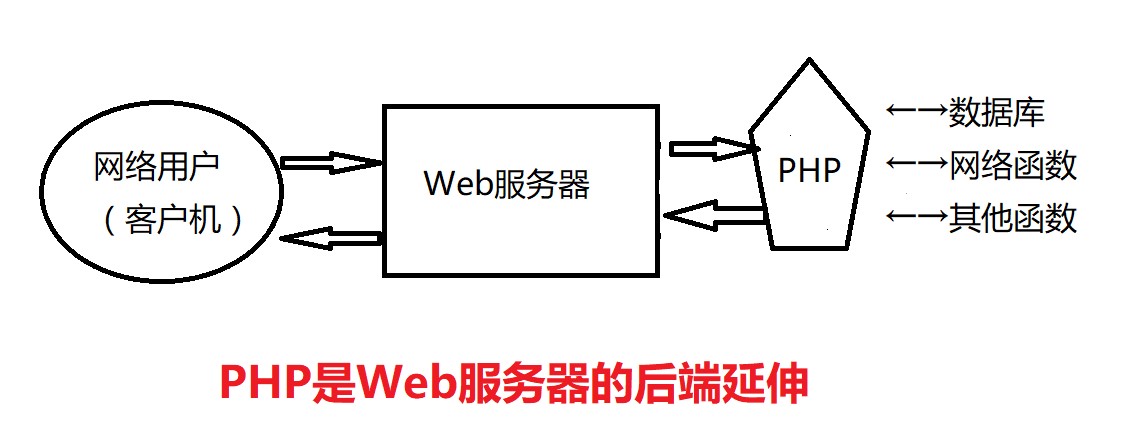 网络用户
（客户机）
Web服务器
PHP
←→数据库
←→网络函数
←→其他函数
PHP是Web服务器的后端延伸